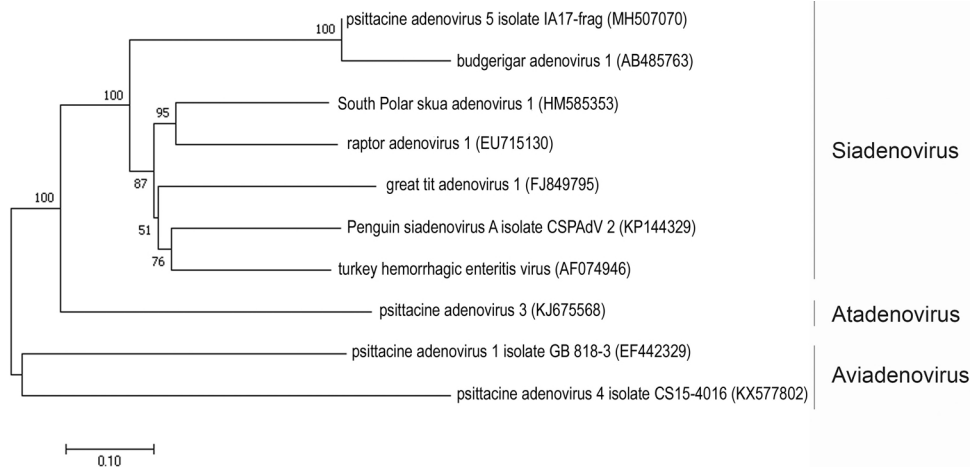 psittacine adenovirus 5 isolate IA17-frag (MH507070)
100
budgerigar adenovirus 1 (AB485763)
100
South Polar skua adenovirus 1 (HM585353)
95
raptor adenovirus 1 (EU715130)
Siadenovirus
87
great tit adenovirus 1 (FJ849795)
100
51
Penguin siadenovirus A isolate CSPAdV 2 (KP144329)
76
turkey hemorrhagic enteritis virus (AF074946)
psittacine adenovirus 3 (KJ675568)
Atadenovirus
psittacine adenovirus 1 isolate GB 818-3 (EF442329)
Aviadenovirus
psittacine adenovirus 4 isolate CS15-4016 (KX577802)
0.10